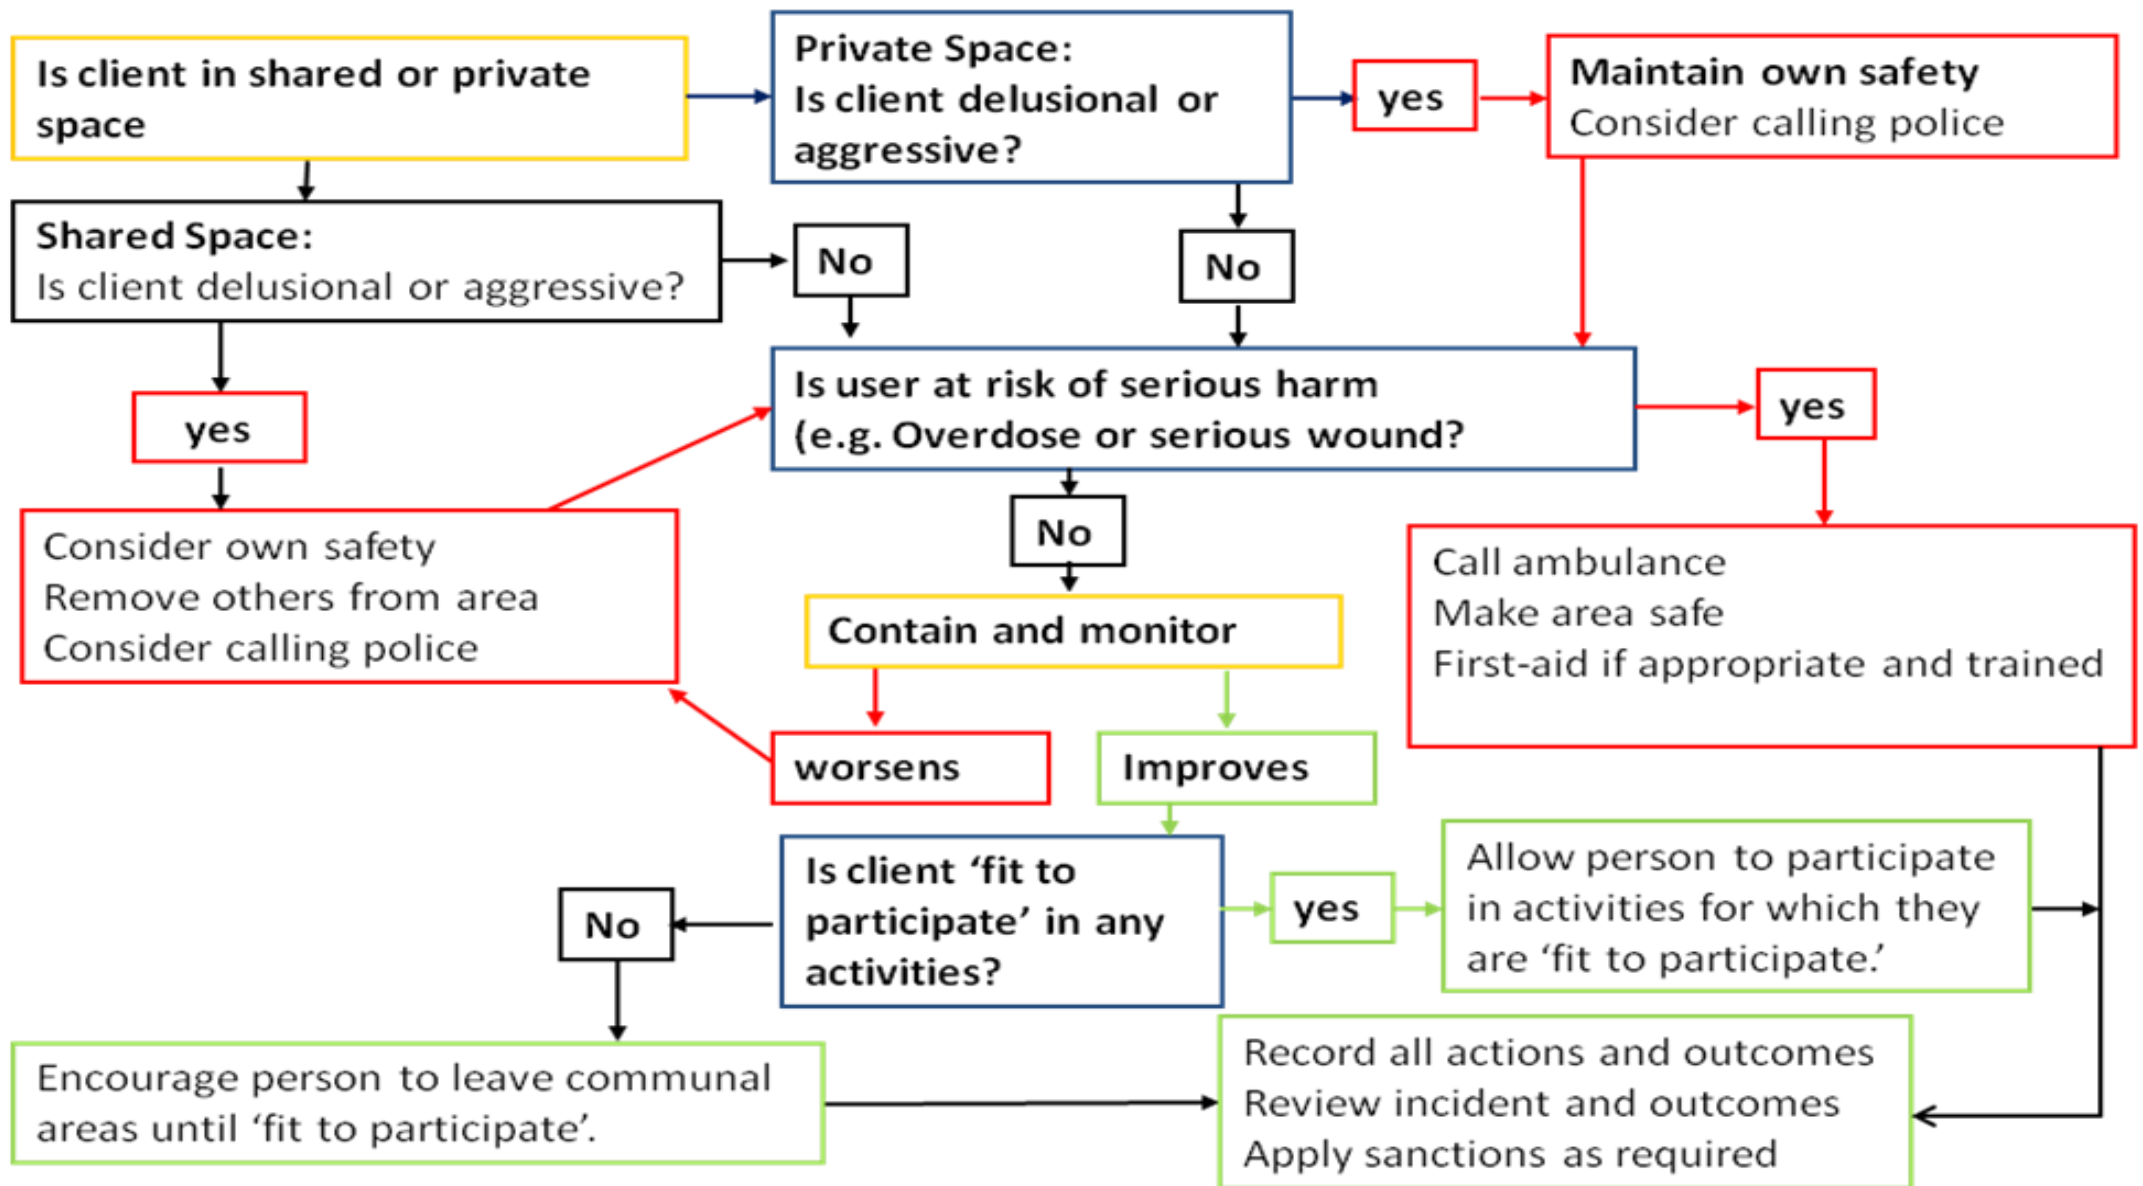 Is client in shared or private
space
Private Space:
Is client delusional or
aggressive?
yes
Maintain own safety
Consider calling police
Shared Space:
Is client delusional or aggressive?
No
No
yes
Is user at risk of serious harm
(e.g. Overdose or serious wound?
yes
Consider own safety
Remove others from area
Consider calling police
No
Call ambulance
Make area safe
First-aid if appropriate and trained
Contain and monitor
worsens
Improves
Is client ‘fit to
participate’ in any
activities?
No
yes
Allow person to participate
in activities for which they
are ‘fit to participate.’
Encourage person to leave communal
areas until ‘fit to participate’.
Record all actions and outcomes
Review incident and outcomes
Apply sanctions as required